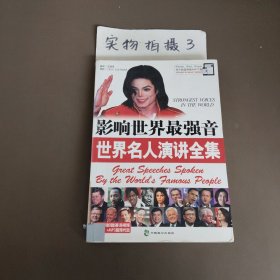 实物拍摄3
STRONGEST VOICES
IN THE WORLD
影响世界最强音
世界名人演讲全集
Great Speeches Spoken
By the World's Famous People